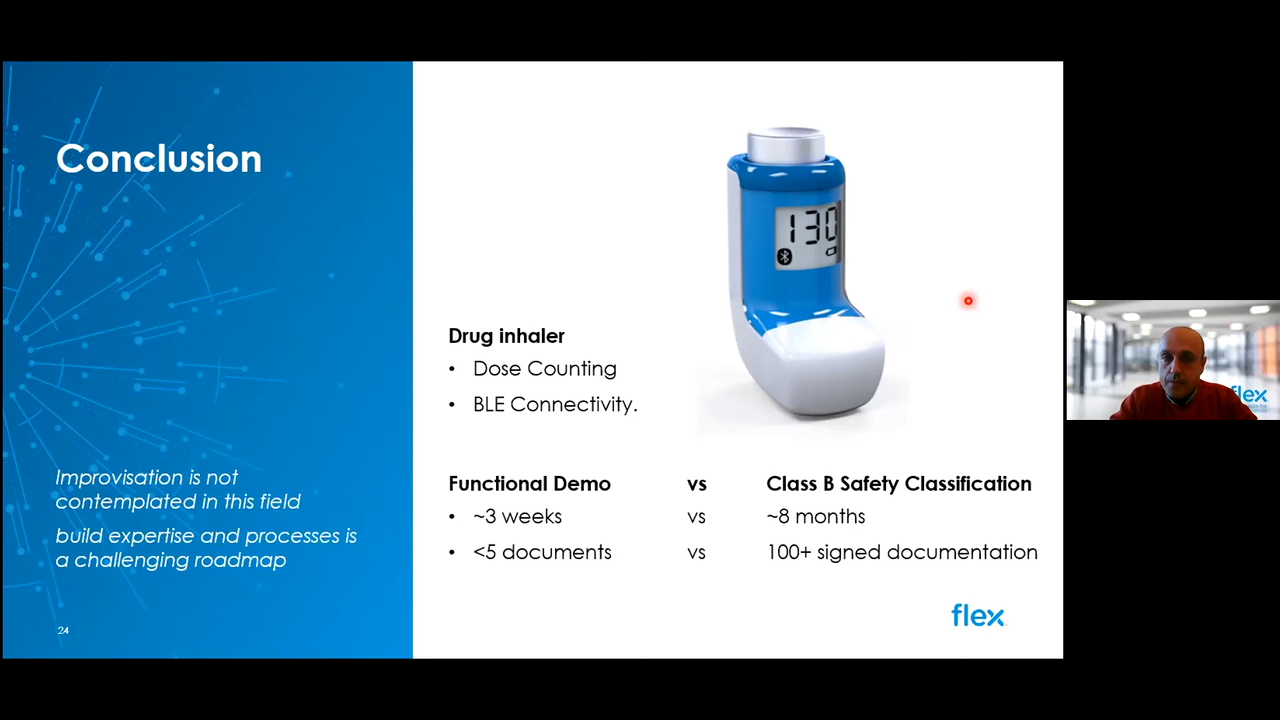 Conclusion
Improvisation is not
contemplated in this field
build expertise and processes is
a challenging roadmap
24
130
Drug inhaler
• Dose Counting
• BLE Connectivity.
Functional Demo vs Class B Safety Classification
• ~3 weeks vs ~8 months
• <5 documents vs 100+ signed documentation
flex
flex